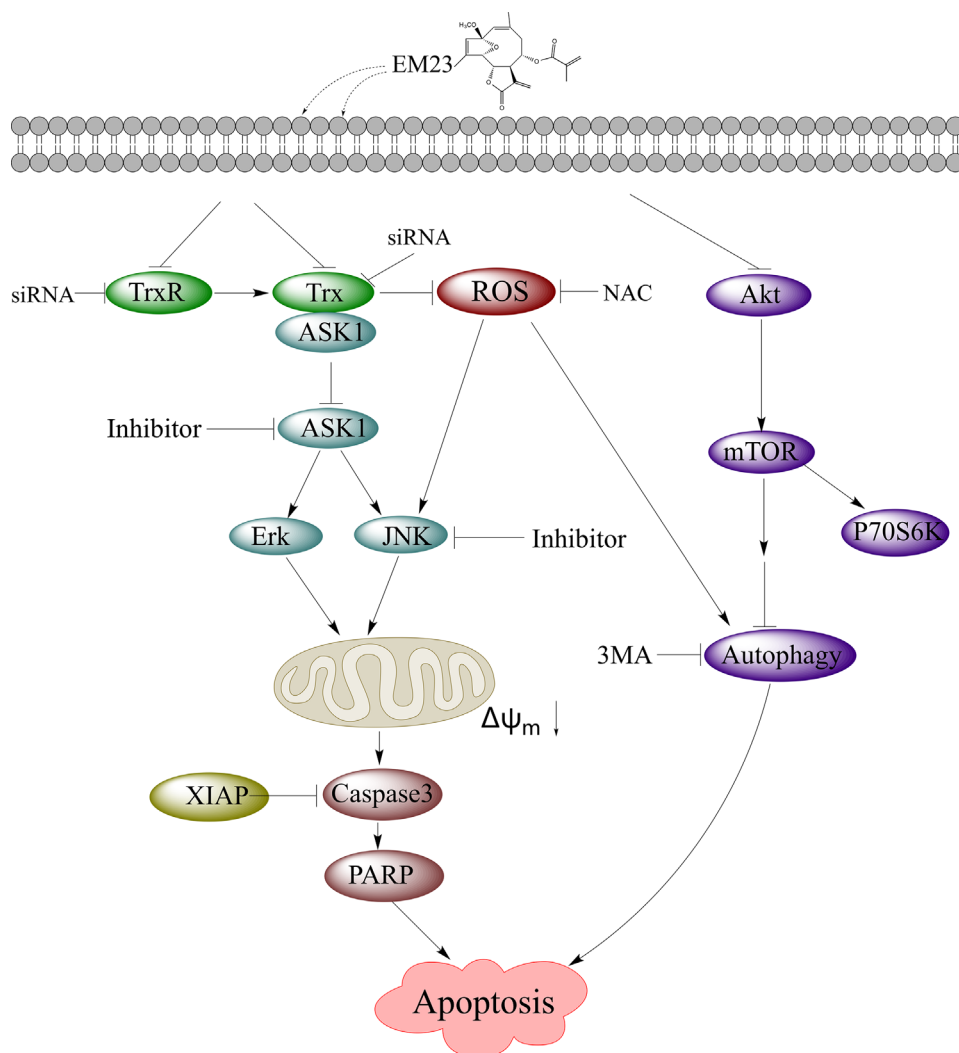 H₃CO
O
O
O
EM23
O
O
siRNA
siRNA
TrxR
Trx
ROS
NAC
Akt
ASK1
Inhibitor
ASK1
mTOR
Erk
JNK
Inhibitor
P70S6K
3MA
Autophagy
Δψm
XIAP
Caspase3
PARP
Apoptosis